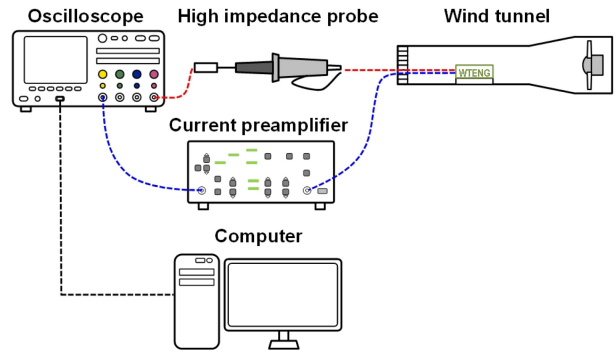 Oscilloscope
High impedance probe
Wind tunnel
WTENG
Current preamplifier
Computer